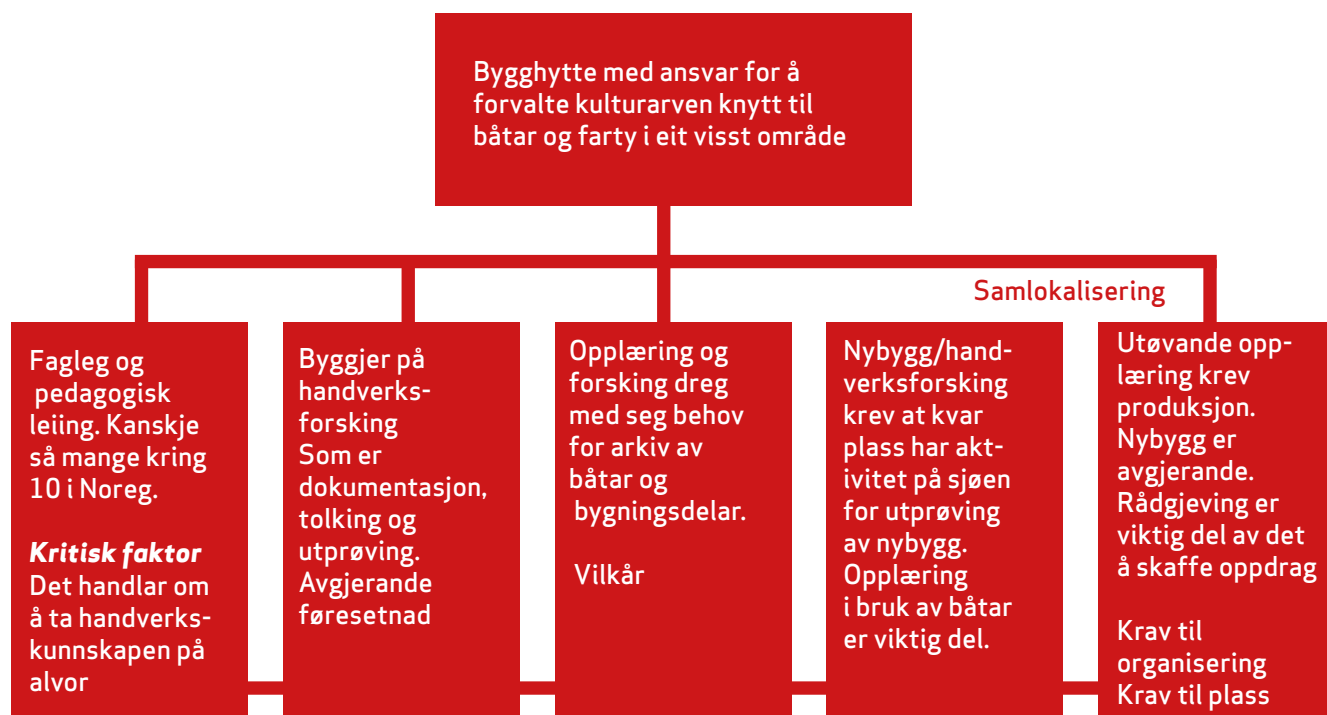 Bygghytte med ansvar for å
forvalte kulturarven knytt til
båtar og farty i eit visst område
Samlokalisering
Fagleg og
pedagogisk
leiing. Kanskje
så mange kring
10 i Noreg.
Kritisk faktor
Det handlar om
å ta handverks-
kunnskapen på
alvor
Byggjer på
handverks-
forsking
Som er
dokumentasjon,
tolking og
utprøving.
Avgjerande
føresetnad
Opplæring og
forsking dreg
med seg behov
for arkiv av
båtar og
bygningsdelar.
Vilkår
Nybygg/hand-
verksforsking
krev at kvar
plass har akt-
ivitet på sjøen
for utprøving
av nybygg.
Opplæring
i bruk av båtar
er viktig del.
Utøvande opp-
læring krev
produksjon.
Nybygg er
avgjerande.
Rådgjeving er
viktig del av det
å skaffe oppdrag
Krav til
organisering
Krav til plass